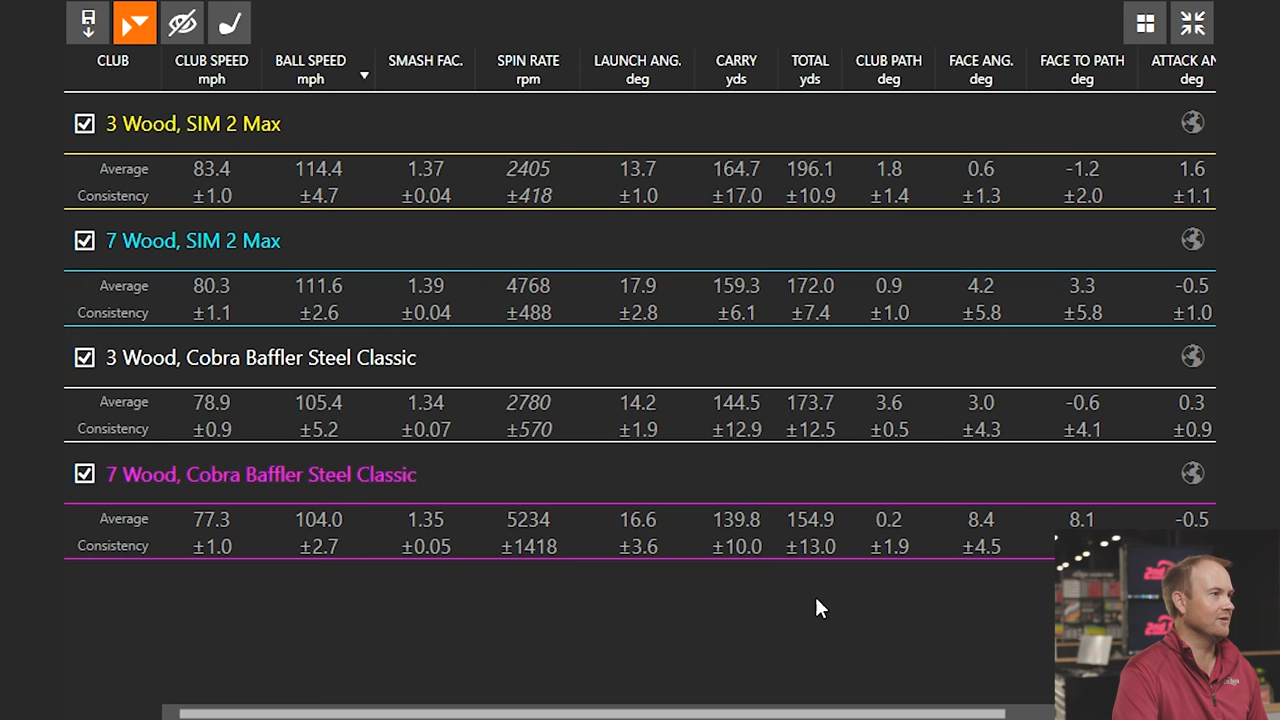 CLUB CLUB SPEED mph BALL SPEED mph SMASH FAC. SPIN RATE rpm LAUNCH ANG. deg CARRY yds TOTAL yds CLUB PATH deg FACE ANG. deg FACE TO PATH deg ATTACK AN deg
3 Wood, SIM 2 Max
Average 83.4 114.4 1.37 2405 13.7 164.7 196.1 1.8 0.6 -1.2 1.6
Consistency ±1.0 ±4.7 ±0.04 ±418 ±1.0 ±17.0 ±10.9 ±1.4 ±1.3 ±2.0 ±1.1
7 Wood, SIM 2 Max
Average 80.3 111.6 1.39 4768 17.9 159.3 172.0 0.9 4.2 3.3 -0.5
Consistency ±1.1 ±2.6 ±0.04 ±488 ±2.8 ±6.1 ±7.4 ±1.0 ±5.8 ±5.8 ±1.0
3 Wood, Cobra Baffler Steel Classic
Average 78.9 105.4 1.34 2780 14.2 144.5 173.7 3.6 3.0 -0.6 0.3
Consistency ±0.9 ±5.2 ±0.07 ±570 ±1.9 ±12.9 ±12.5 ±0.5 ±4.3 ±4.1 ±0.9
7 Wood, Cobra Baffler Steel Classic
Average 77.3 104.0 1.35 5234 16.6 139.8 154.9 0.2 8.4 8.1 -0.5
Consistency ±1.0 ±2.7 ±0.05 ±1418 ±3.6 ±10.0 ±13.0 ±1.9 ±4.5